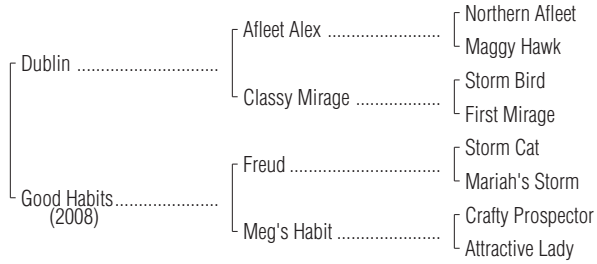 Northern Afleet
Afleet Alex ....................
Maggy Hawk
Dublin .........................
Storm Bird
Classy Mirage ................
First Mirage
Storm Cat
Freud ...........................
Mariah's Storm
Good Habits..................
(2008)
Crafty Prospector
Meg's Habit ..................
Attractive Lady